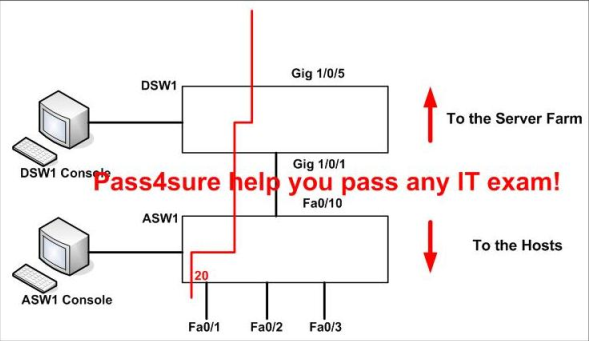 Gig 1/0/5
DSW1
To the Server Farm
DSW1 Console
Gig 1/0/1
Pass4sure help you pass any IT exam!
Fa0/10
ASW1
To the Hosts
20
ASW1 Console
Fa0/1 Fa0/2 Fa0/3